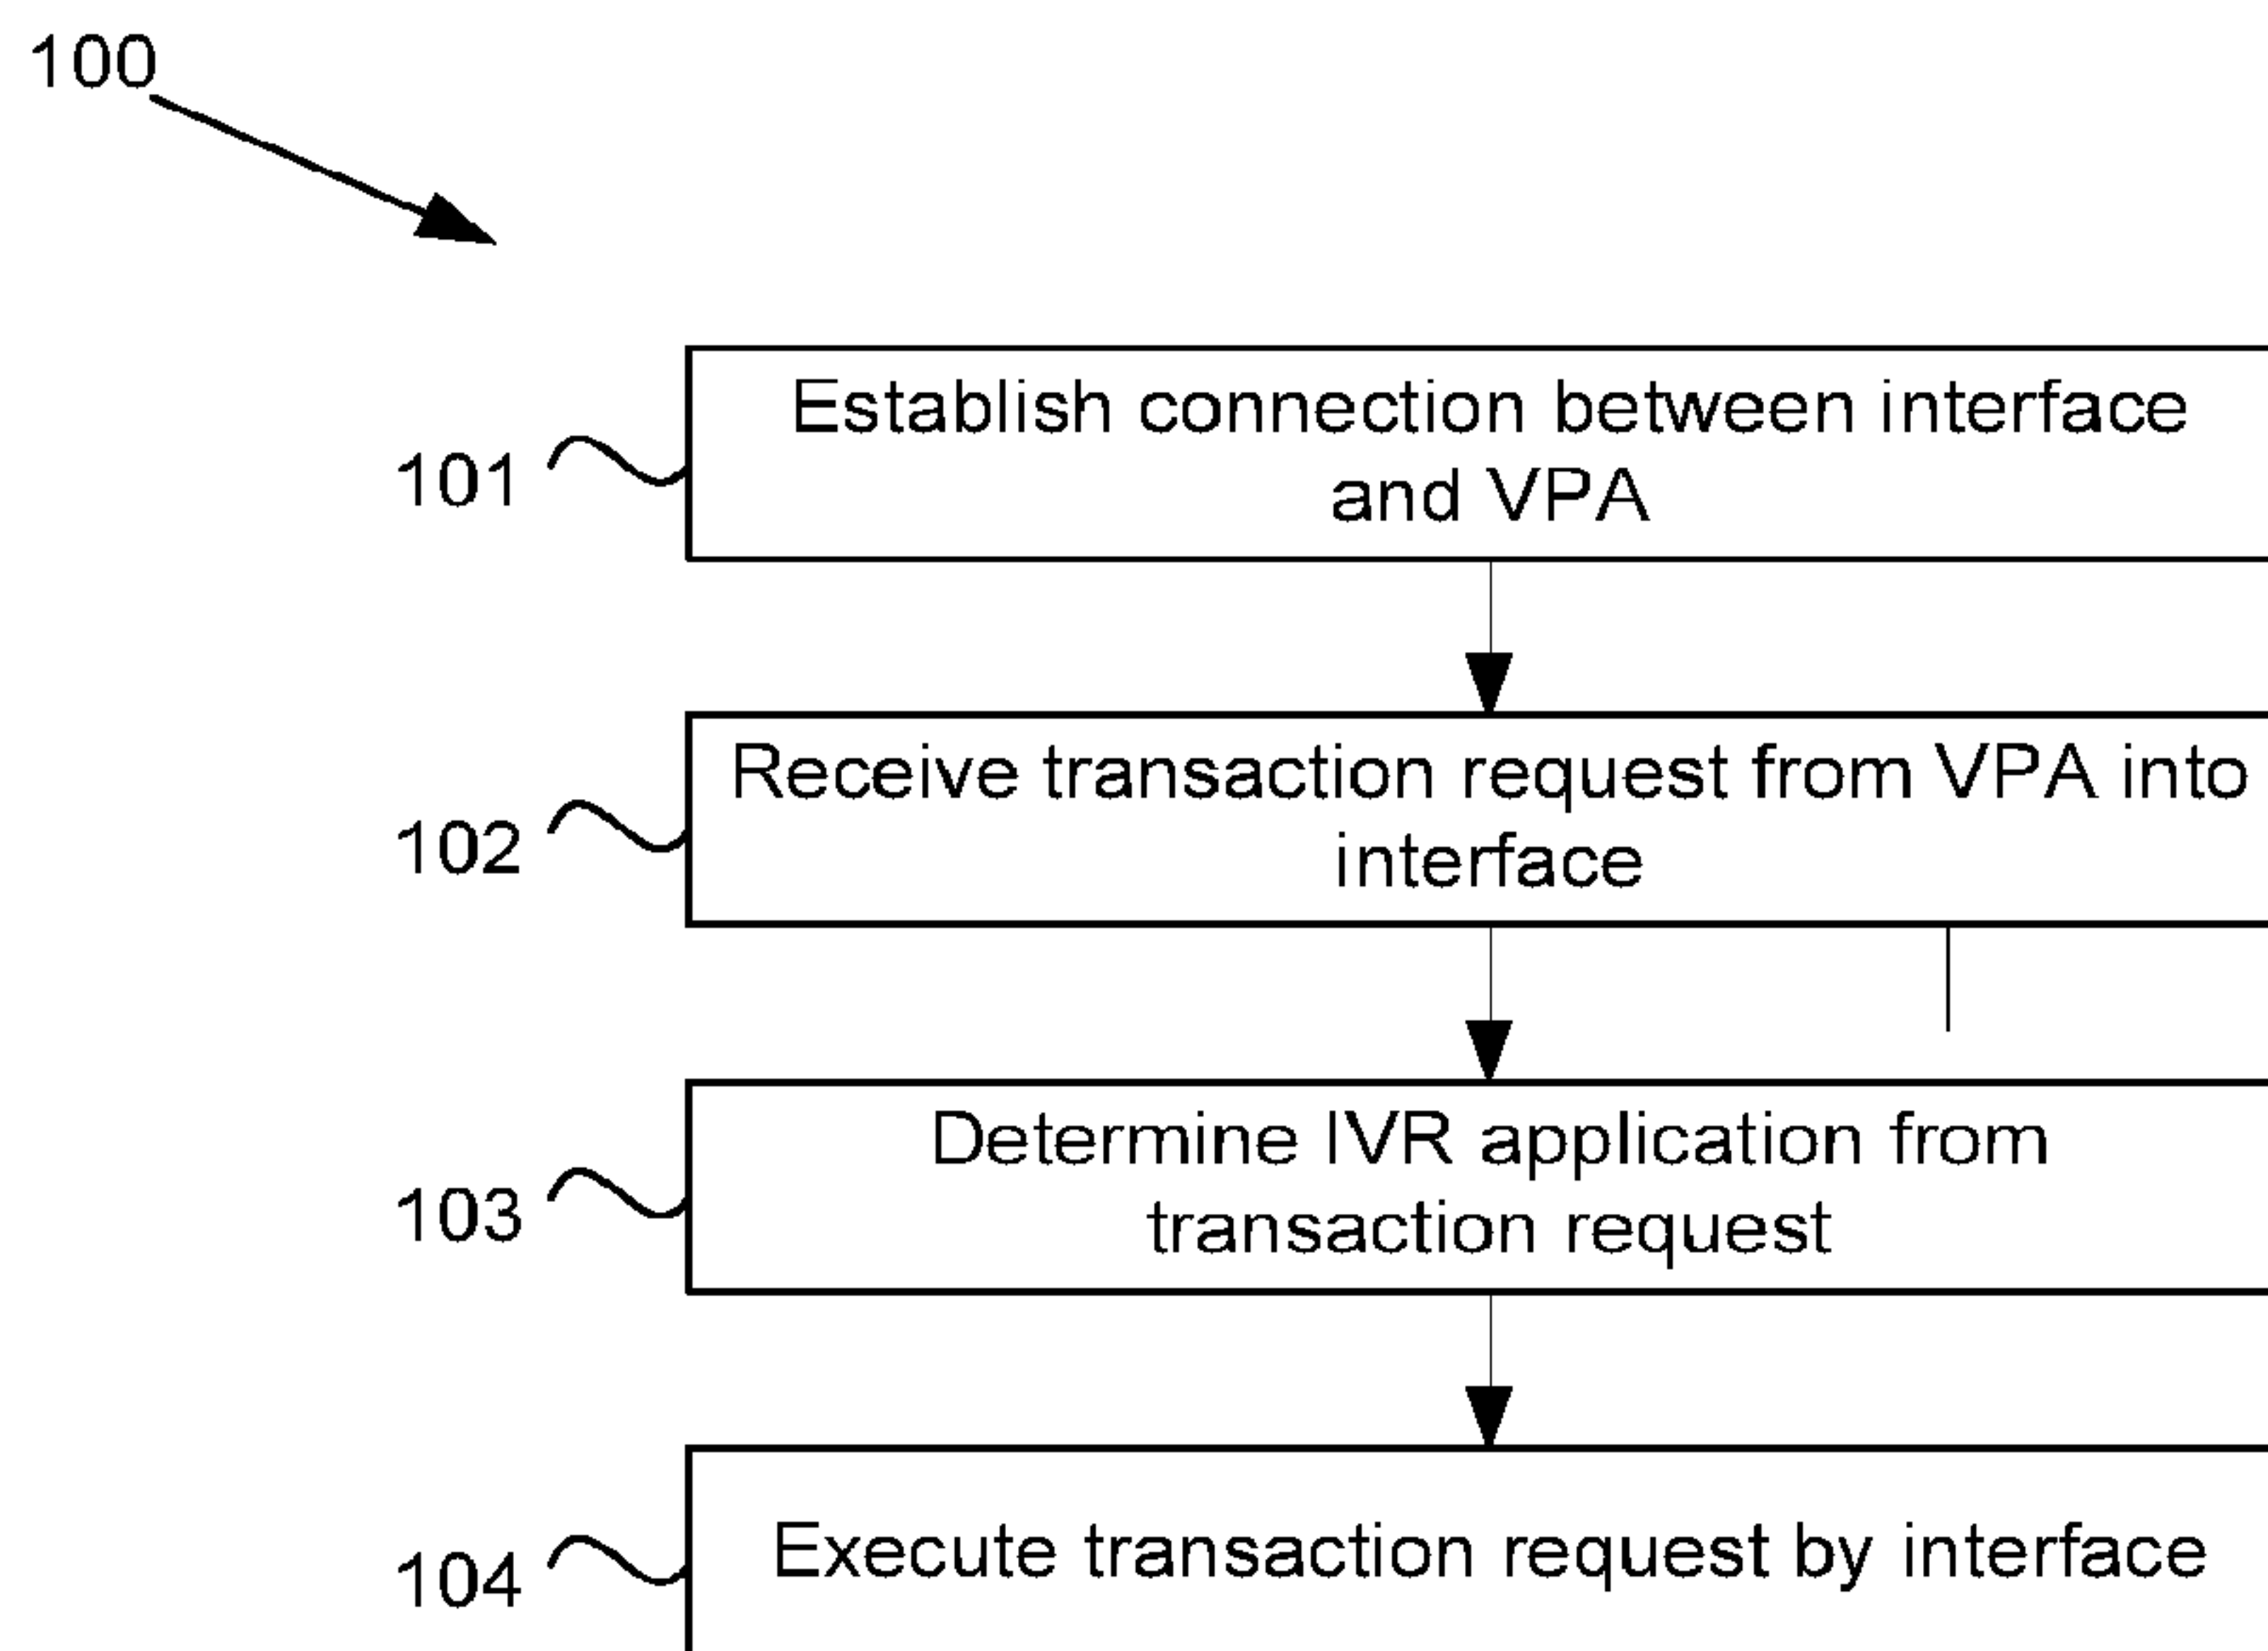 100
Establish connection between interface
and VPA
101
Receive transaction request from VPA into
interface
102
Determine IVR application from
transaction request
103
Execute transaction request by interface
104